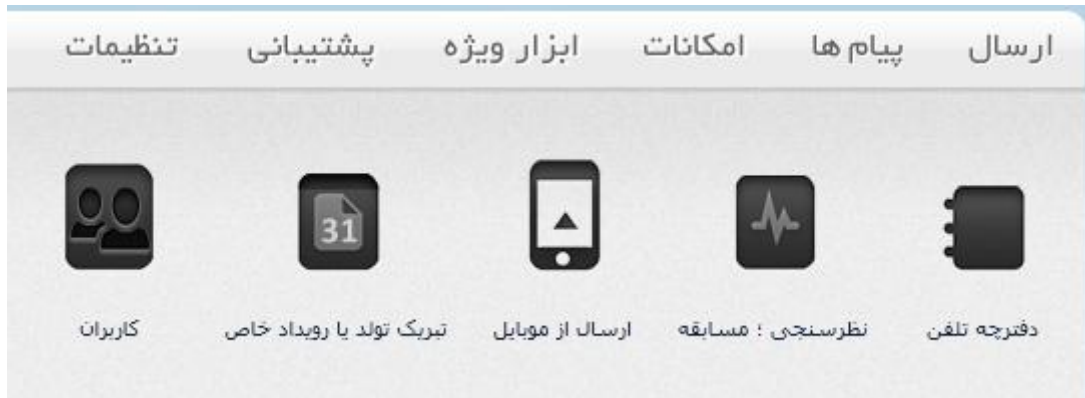 ارسال پیام ها امکانات ابزار ویژه پشتیبانی تنظیمات
31
دفترچه تلفن نظرسنجی ؛ مسابقه ارسال از موبایل تبریک تولد یا رویداد خاص کاربران